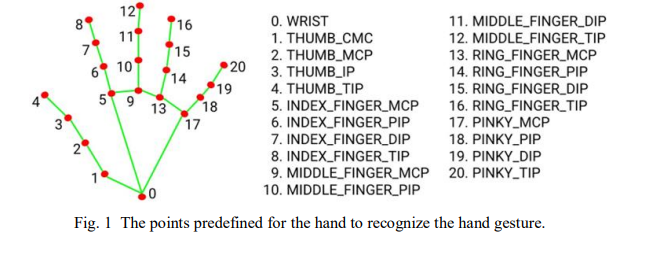 12
8
16
11
7
15
6
10
20
14
4
5
9
19
13
18
3
17
2
1
0
0. WRIST
1. THUMB_CMC
2. THUMB_MCP
3. THUMB_IP
4. THUMB_TIP
5. INDEX_FINGER_MCP
6. INDEX_FINGER_PIP
7. INDEX_FINGER_DIP
8. INDEX_FINGER_TIP
9. MIDDLE_FINGER_MCP
10. MIDDLE_FINGER_PIP
11. MIDDLE_FINGER_DIP
12. MIDDLE_FINGER_TIP
13. RING_FINGER_MCP
14. RING_FINGER_PIP
15. RING_FINGER_DIP
16. RING_FINGER_TIP
17. PINKY_MCP
18. PINKY_PIP
19. PINKY_DIP
20. PINKY_TIP
Fig. 1 The points predefined for the hand to recognize the hand gesture.